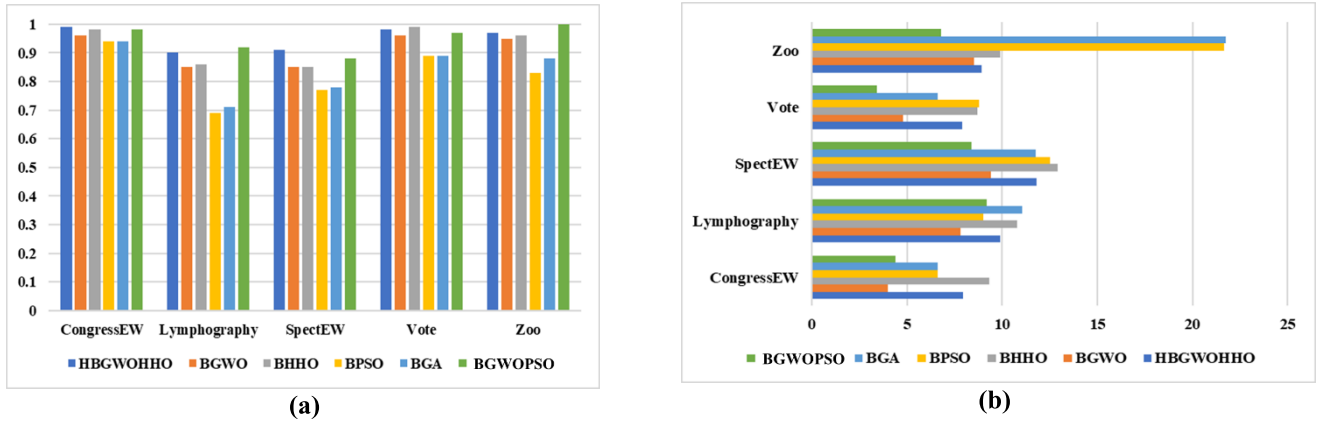 1
0.9
0.8
0.7
0.6
0.5
0.4
0.3
0.2
0.1
0
CongressEW Lymphography SpectEW Vote Zoo
HBGWOHHO BGWO BHHO BPSO BGA BGWOPSO
(a)
Zoo
Vote
SpectEW
Lymphography
CongressEW
0 5 10 15 20 25
BGWOPSO BGA BPSO BHHO BGWO HBGWOHHO
(b)